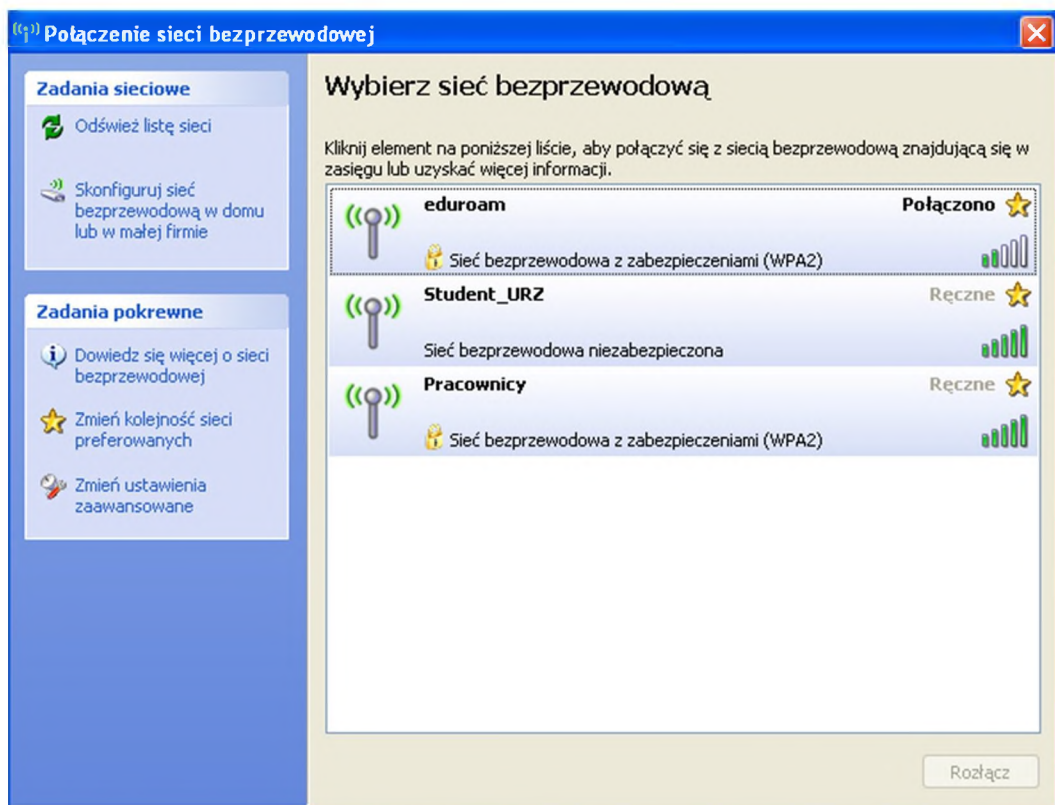 Połączenie sieci bezprzewodowej
Zadania sieciowe
Odśwież listę sieci
Skonfiguruj sieć
bezprzewodową w domu
lub w małej firmie
Zadania pokrewne
Dowiedz się więcej o sieci
bezprzewodowej
Zmień kolejność sieci
preferowanych
Zmień ustawienia
zaawansowane
Wybierz sieć bezprzewodową
Kliknij element na poniższej liście, aby połączyć się z siecią bezprzewodową znajdującą się w
zasięgu lub uzyskać więcej informacji.
eduroam Połączono
Sieć bezprzewodowa z zabezpieczeniami (WPA2)
Student_URZ Ręczne
Sieć bezprzewodowa niezabezpieczona
Pracownicy Ręczne
Sieć bezprzewodowa z zabezpieczeniami (WPA2)
Rozłącz